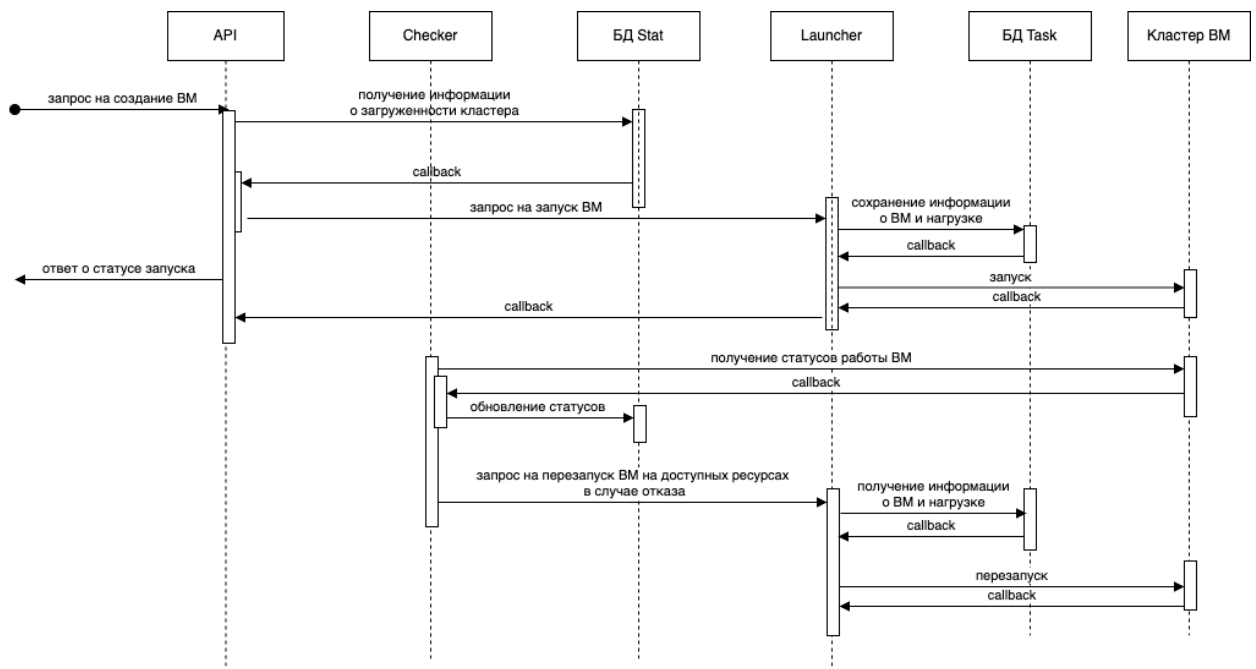 API
Checker
БД Stat
Launcher
БД Task
Кластер ВМ
запрос на создание ВМ
получение информации
о загруженности кластера
callback
запрос на запуск ВМ
сохранение информации
о ВМ и нагрузке
callback
ответ о статусе запуска
запуск
callback
callback
получение статусов работы ВМ
callback
обновление статусов
запрос на перезапуск ВМ на доступных ресурсах
в случае отказа
получение информации
о ВМ и нагрузке
callback
перезапуск
callback